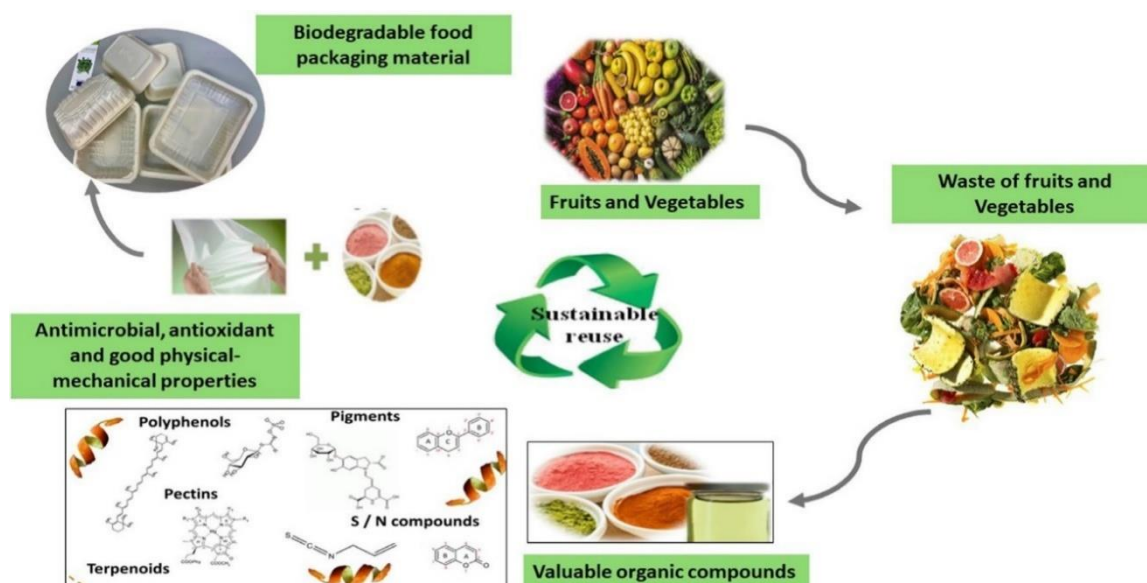 Biodegradable food
packaging material
Fruits and Vegetables
Waste of fruits and
Vegetables
Sustainable
reuse
Antimicrobial, antioxidant
and good physical-
mechanical properties
Polyphenols
Pigments
Pectins
S / N compounds
Terpenoids
S
C
N
B
A
O
A
C
B
Valuable organic compounds